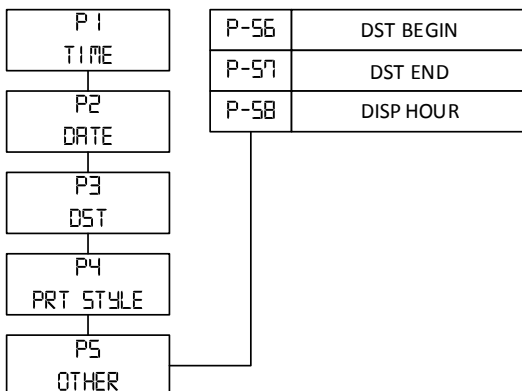 P1
TIME
P2
DATE
P3
DST
P4
PRT STYLE
P5
OTHER
P-56 DST BEGIN
P-57 DST END
P-58 DISP HOUR